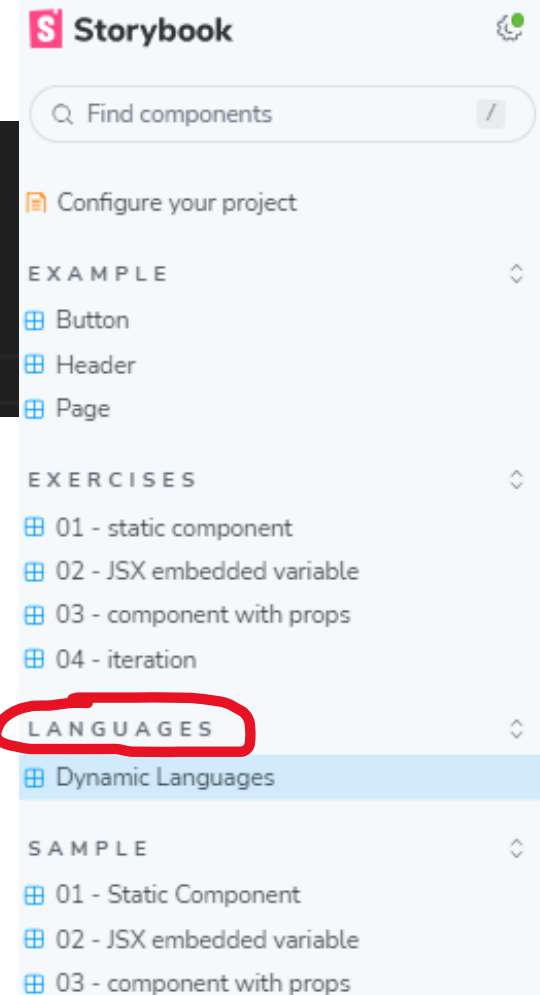 Storybook
Find components /
Configure your project
EXAMPLE
Button
Header
Page
EXERCISES
01 - static component
02 - JSX embedded variable
03 - component with props
04 - iteration
LANGUAGES
Dynamic Languages
SAMPLE
01 - Static Component
02 - JSX embedded variable
03 - component with props